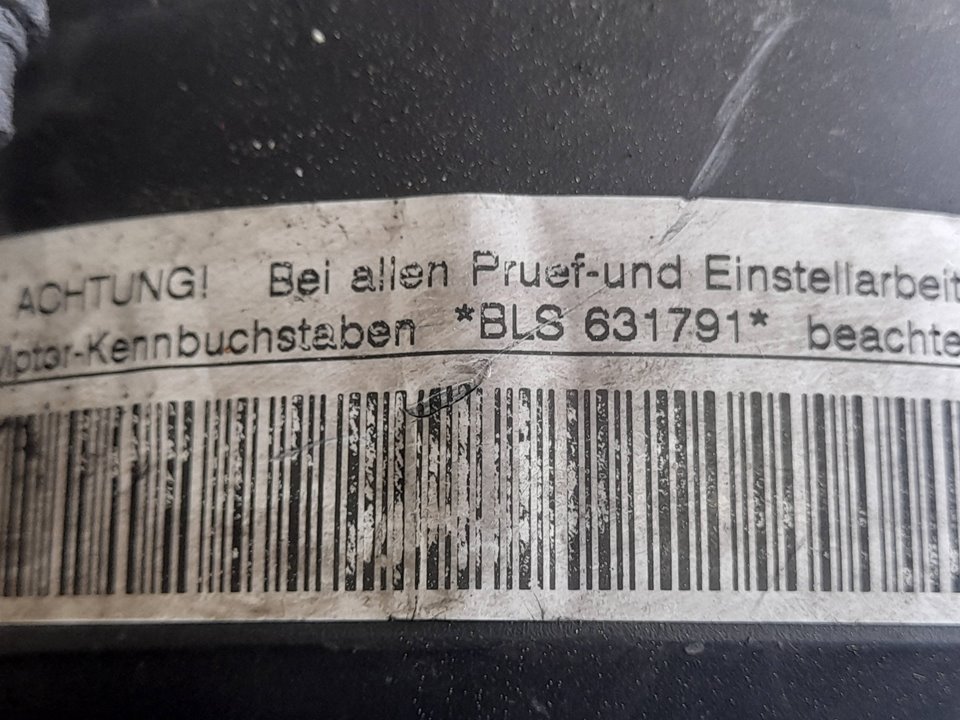 ACHTUNG! Bei allen Pruef-und Einstellarbeit
Motor-Kennbuchstaben *BLS 631791* beachte